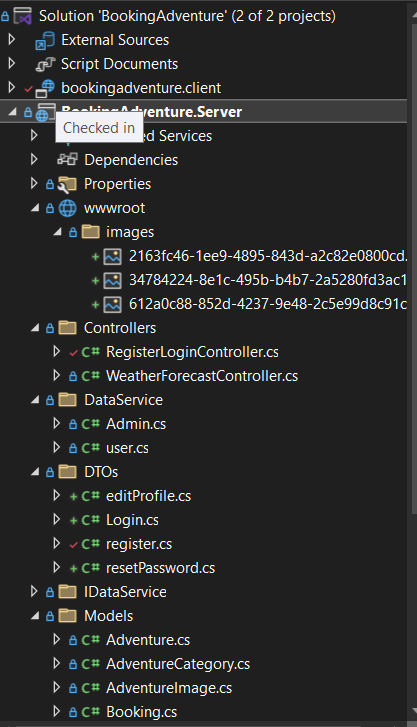 Solution 'BookingAdventure' (2 of 2 projects)
External Sources
Script Documents
bookingadventure.client
BookingAdventure.Server
Checked in
Services
Dependencies
Properties
wwwroot
images
2163fc46-1ee9-4895-843d-a2c82e0800cd.
34784224-8e1c-495b-b4b7-2a5280fd3ac1
612a0c88-852d-4237-9e48-2c5e99d8c91c
Controllers
C# RegisterLoginController.cs
C# WeatherForecastController.cs
DataService
C# Admin.cs
C# user.cs
DTOs
C# editProfile.cs
C# Login.cs
C# register.cs
C# resetPassword.cs
IDataService
Models
C# Adventure.cs
C# AdventureCategory.cs
C# AdventureImage.cs
C# Booking.cs